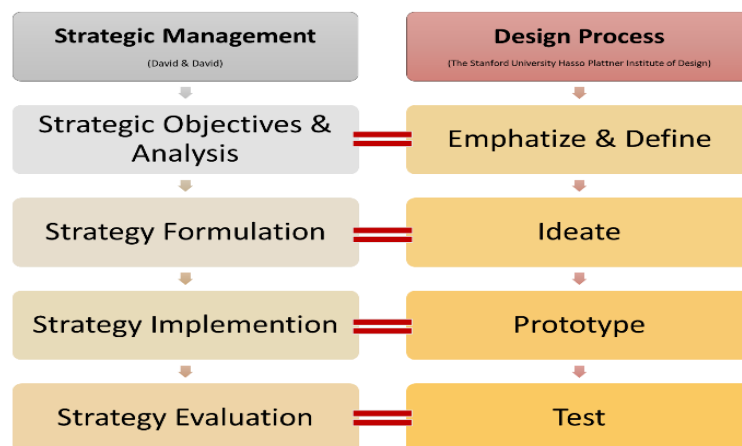 Strategic Management
(David & David)
Design Process
(The Stanford University Hasso Plattner Institute of Design)
Strategic Objectives &
Analysis
Emphatize & Define
Strategy Formulation
Ideate
Strategy Implemention
Prototype
Strategy Evaluation
Test